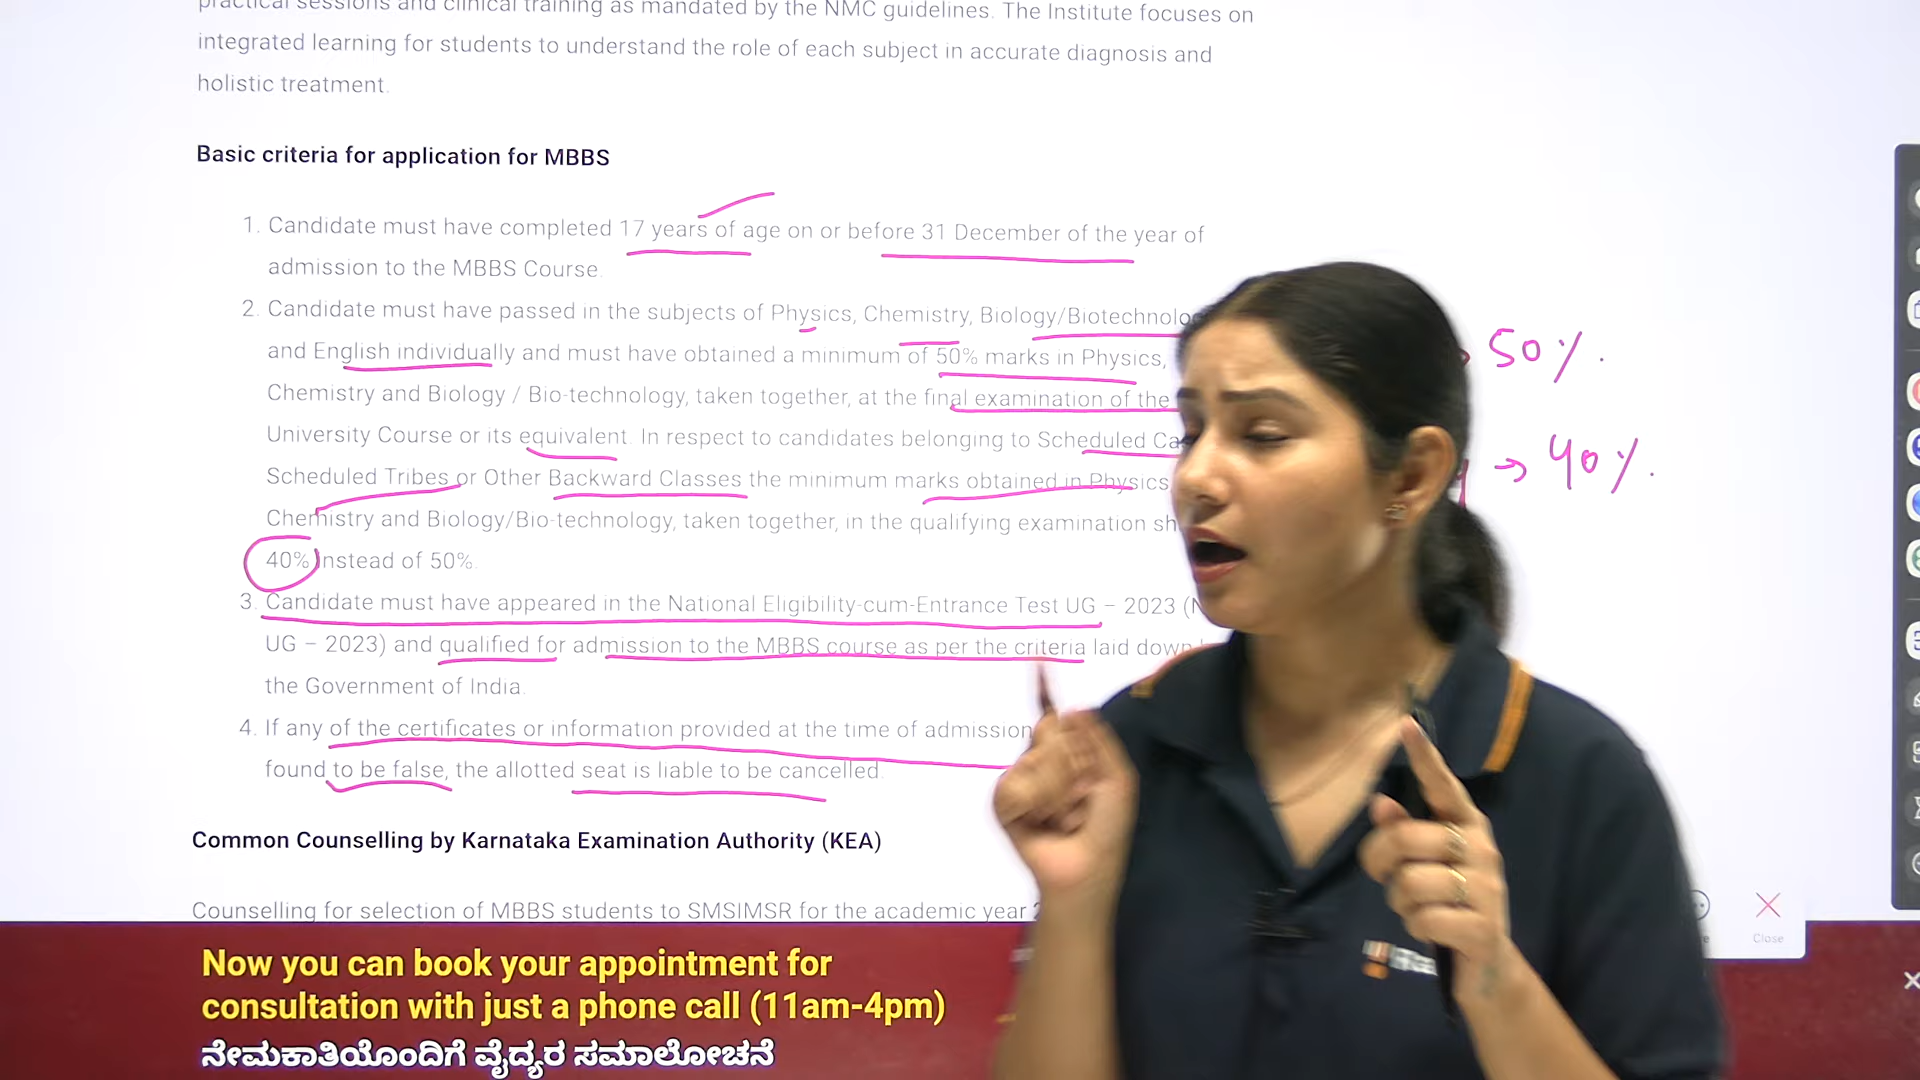 practical sessions and clinical training as mandated by the NMC guidelines. The Institute focuses on
integrated learning for students to understand the role of each subject in accurate diagnosis and
holistic treatment.
Basic criteria for application for MBBS
1. Candidate must have completed 17 years of age on or before 31 December of the year of
admission to the MBBS Course.
2. Candidate must have passed in the subjects of Physics, Chemistry, Biology/Biotechnolo
and English individually and must have obtained a minimum of 50% marks in Physics,
50%.
Chemistry and Biology / Bio-technology, taken together, at the final examination of the
University Course or its equivalent. In respect to candidates belonging to Scheduled Ca
Scheduled Tribes or Other Backward Classes the minimum marks obtained in Physics
→ 40%.
Chemistry and Biology/Bio-technology, taken together, in the qualifying examination sh
40% instead of 50%.
3. Candidate must have appeared in the National Eligibility-cum-Entrance Test UG – 2023 (N
UG – 2023) and qualified for admission to the MBBS course as per the criteria laid down
the Government of India.
4. If any of the certificates or information provided at the time of admission
found to be false, the allotted seat is liable to be cancelled.
Common Counselling by Karnataka Examination Authority (KEA)
Counselling for selection of MBBS students to SMSIMSR for the academic year
Close
Now you can book your appointment for
consultation with just a phone call (11am-4pm)
ನೇಮಕಾತಿಯೊಂದಿಗೆ ವೈದ್ಯರ ಸಮಾಲೋಚನೆ